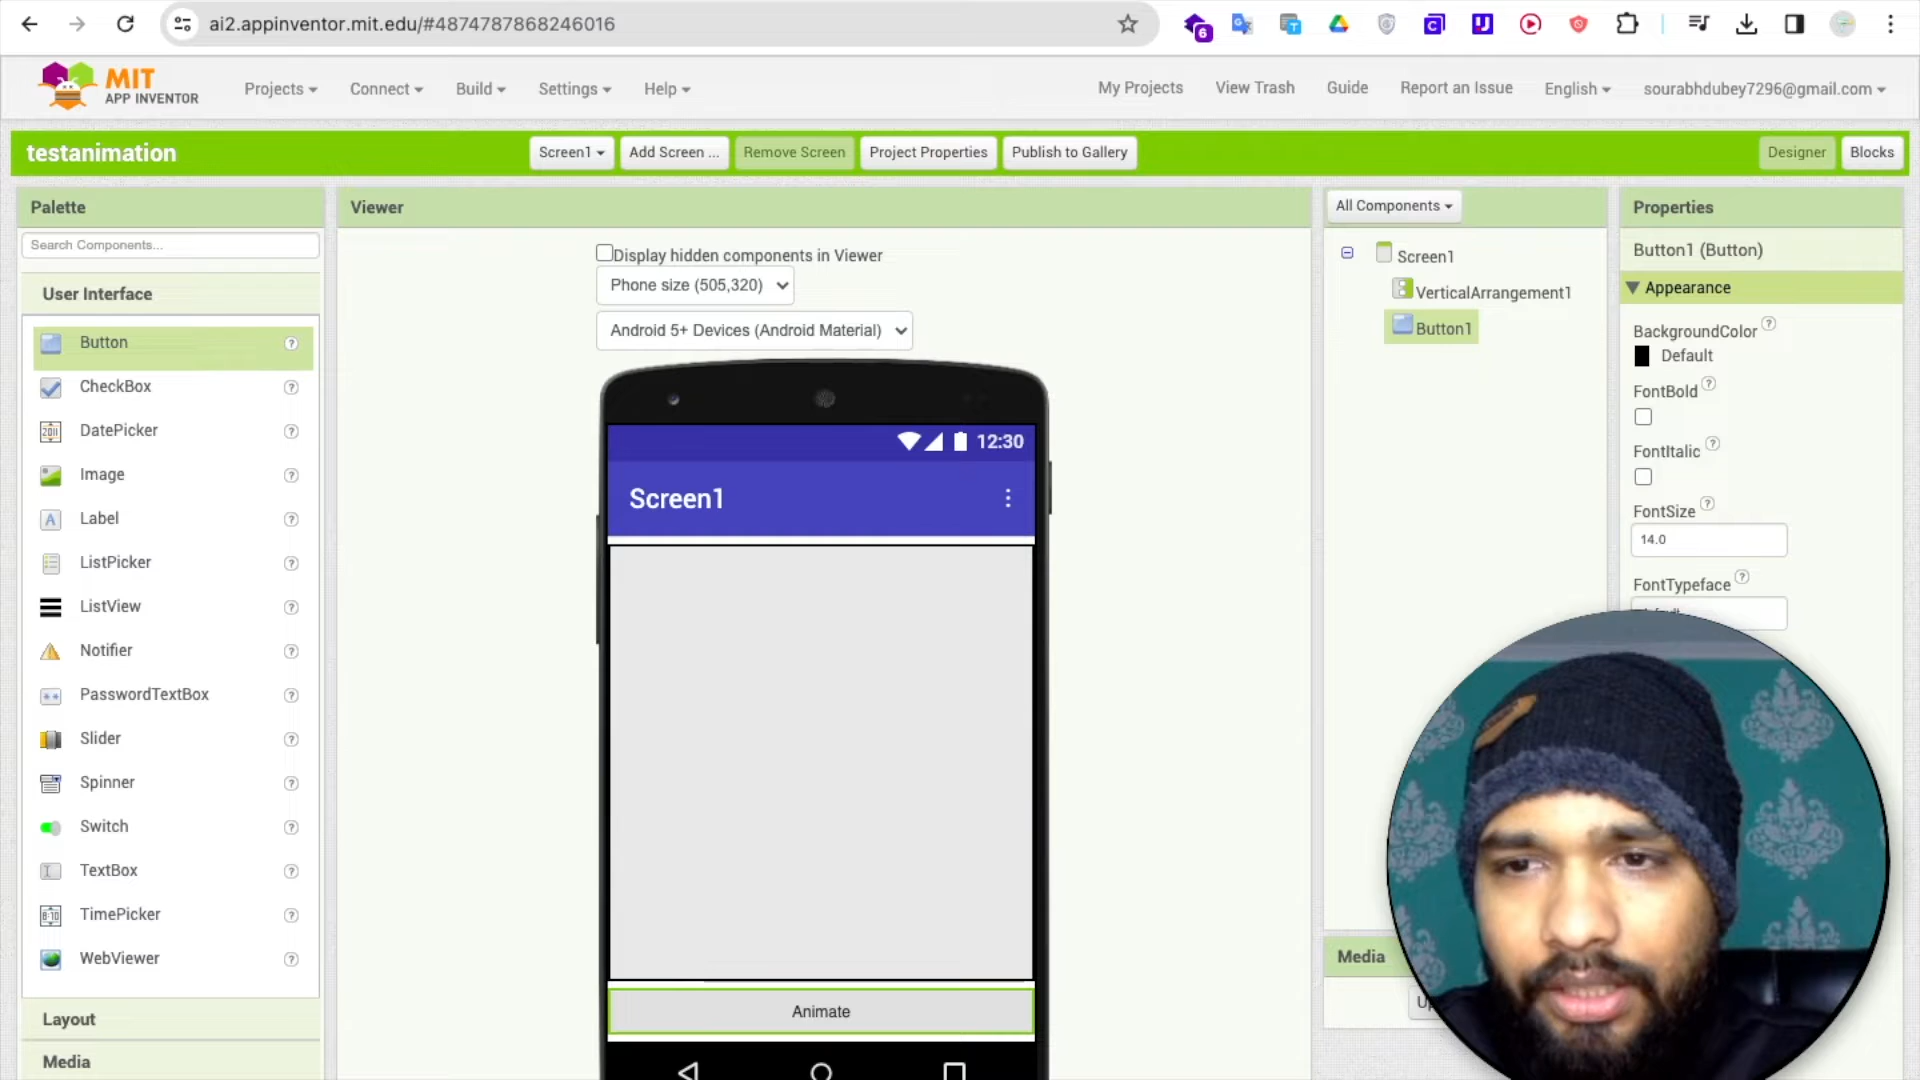 ai2.appinventor.mit.edu/#4874787868246016
6
MIT
APP INVENTOR
Projects
Connect
Build
Settings
Help
My Projects
View Trash
Guide
Report an Issue
English
sourabhdubey7296@gmail.com
testanimation
Screen1
Add Screen ...
Remove Screen
Project Properties
Publish to Gallery
Designer
Blocks
Palette
Search Components...
User Interface
Button
CheckBox
DatePicker
Image
Label
ListPicker
ListView
Notifier
PasswordTextBox
Slider
Spinner
Switch
TextBox
TimePicker
WebViewer
Layout
Media
Viewer
Display hidden components in Viewer
Phone size (505,320)
Android 5+ Devices (Android Material)
12:30
Screen1
Animate
All Components
Screen1
VerticalArrangement1
Button1
Media
Properties
Button1 (Button)
Appearance
BackgroundColor
Default
FontBold
FontItalic
FontSize
14.0
FontTypeface